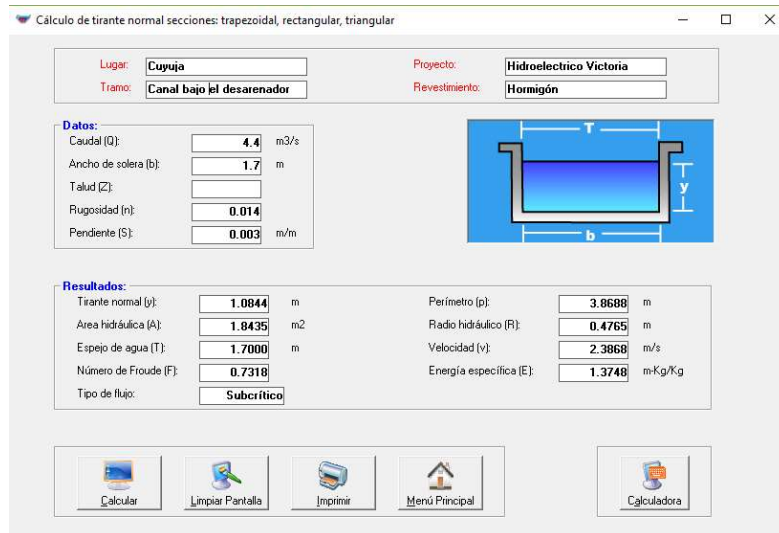 Cálculo de tirante normal secciones: trapezoidal, rectangular, triangular
Lugar: Cuyuja Proyecto: Hidroelectrico Victoria
Tramo: Canal bajo el desarenador Revestimiento: Hormigón
Datos:
Caudal (Q): 4.4 m3/s
Ancho de solera (b): 1.7 m
Talud (Z):
Rugosidad (n): 0.014
Pendiente (S): 0.003 m/m
T
y
b
Resultados:
Tirante normal (y): 1.0844 m Perímetro (p): 3.8688 m
Area hidráulica (A): 1.8435 m2 Radio hidráulico (R): 0.4765 m
Espejo de agua (T): 1.7000 m Velocidad (v): 2.3868 m/s
Número de Froude (F): 0.7318 Energía específica (E): 1.3748 m-Kg/Kg
Tipo de flujo: Subcrítico
Calcular Limpiar Pantalla Imprimir Menú Principal Calculadora